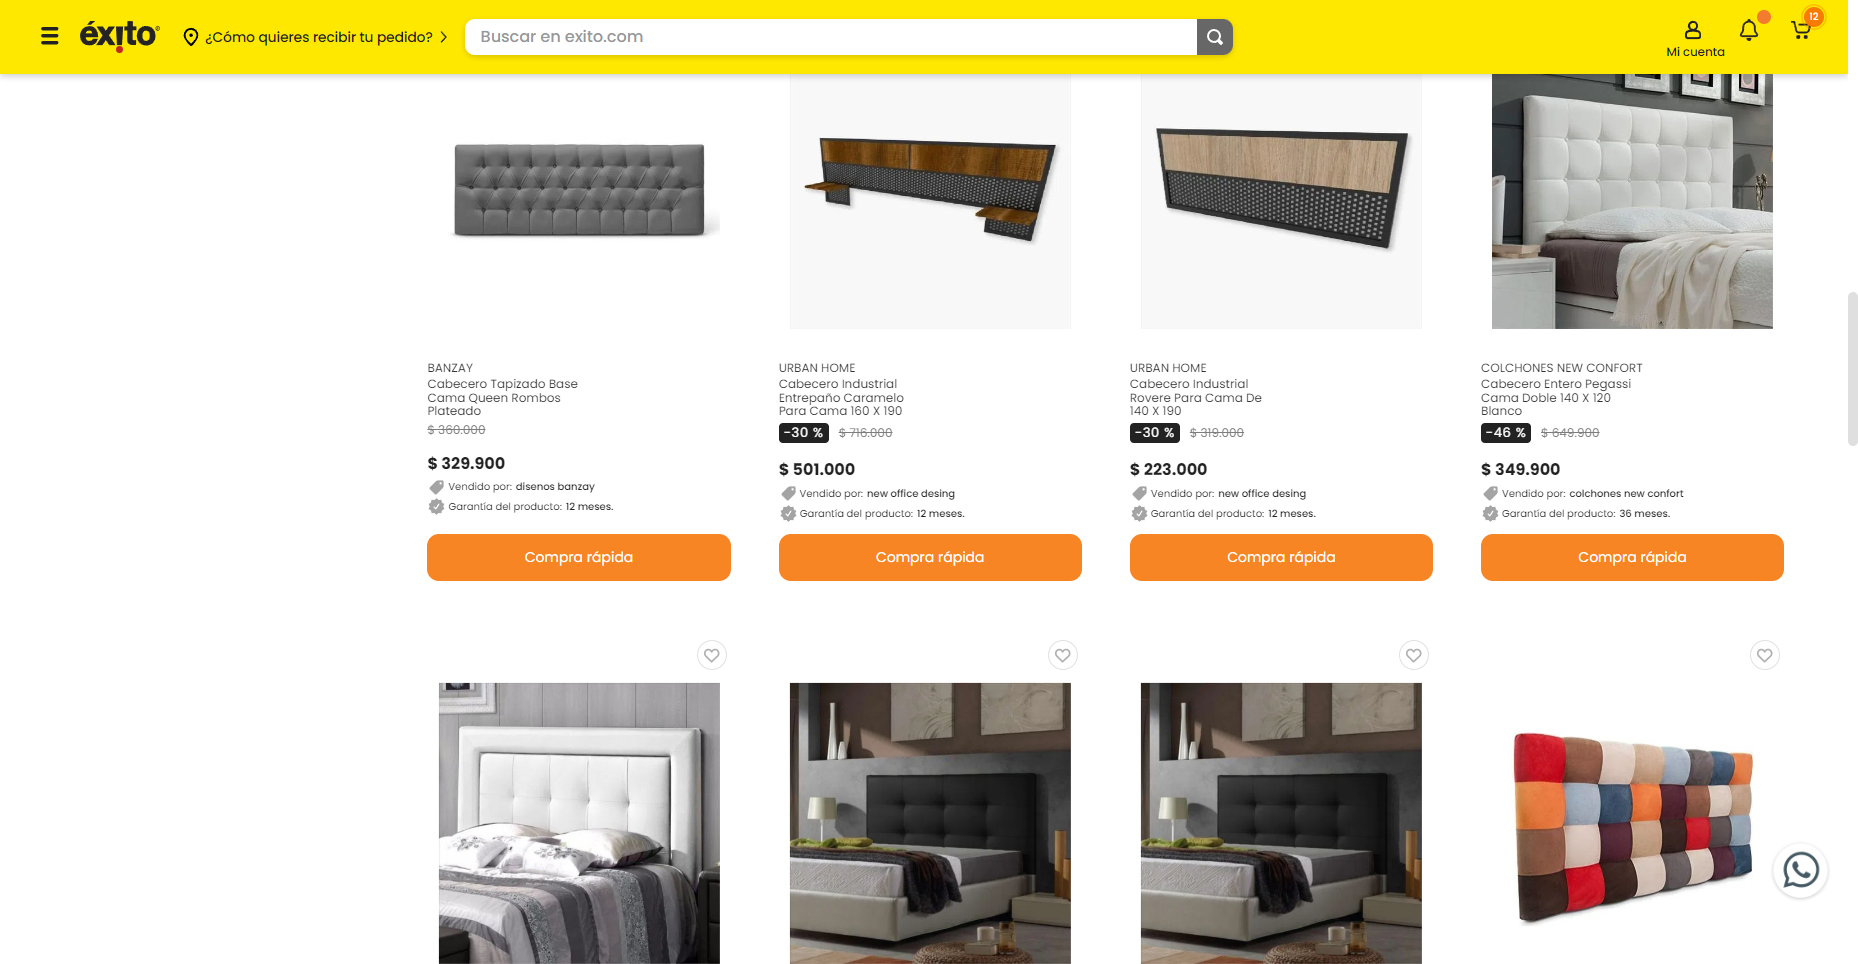 éxito
¿Cómo quieres recibir tu pedido?
Buscar en exito.com
Mi cuenta
12
BANZAY
Cabecero Tapizado Base
Cama Queen Rombos
Plateado
$ 360.000
$ 329.900
Vendido por: disenos banzay
Garantía del producto: 12 meses.
Compra rápida
URBAN HOME
Cabecero Industrial
Entrepaño Caramelo
Para Cama 160 X 190
-30 % $ 716.000
$ 501.000
Vendido por: new office desing
Garantía del producto: 12 meses.
Compra rápida
URBAN HOME
Cabecero Industrial
Rovere Para Cama De
140 X 190
-30 % $ 319.000
$ 223.000
Vendido por: new office desing
Garantía del producto: 12 meses.
Compra rápida
COLCHONES NEW CONFORT
Cabecero Entero Pegassi
Cama Doble 140 X 120
Blanco
-46 % $ 649.900
$ 349.900
Vendido por: colchones new confort
Garantía del producto: 36 meses.
Compra rápida